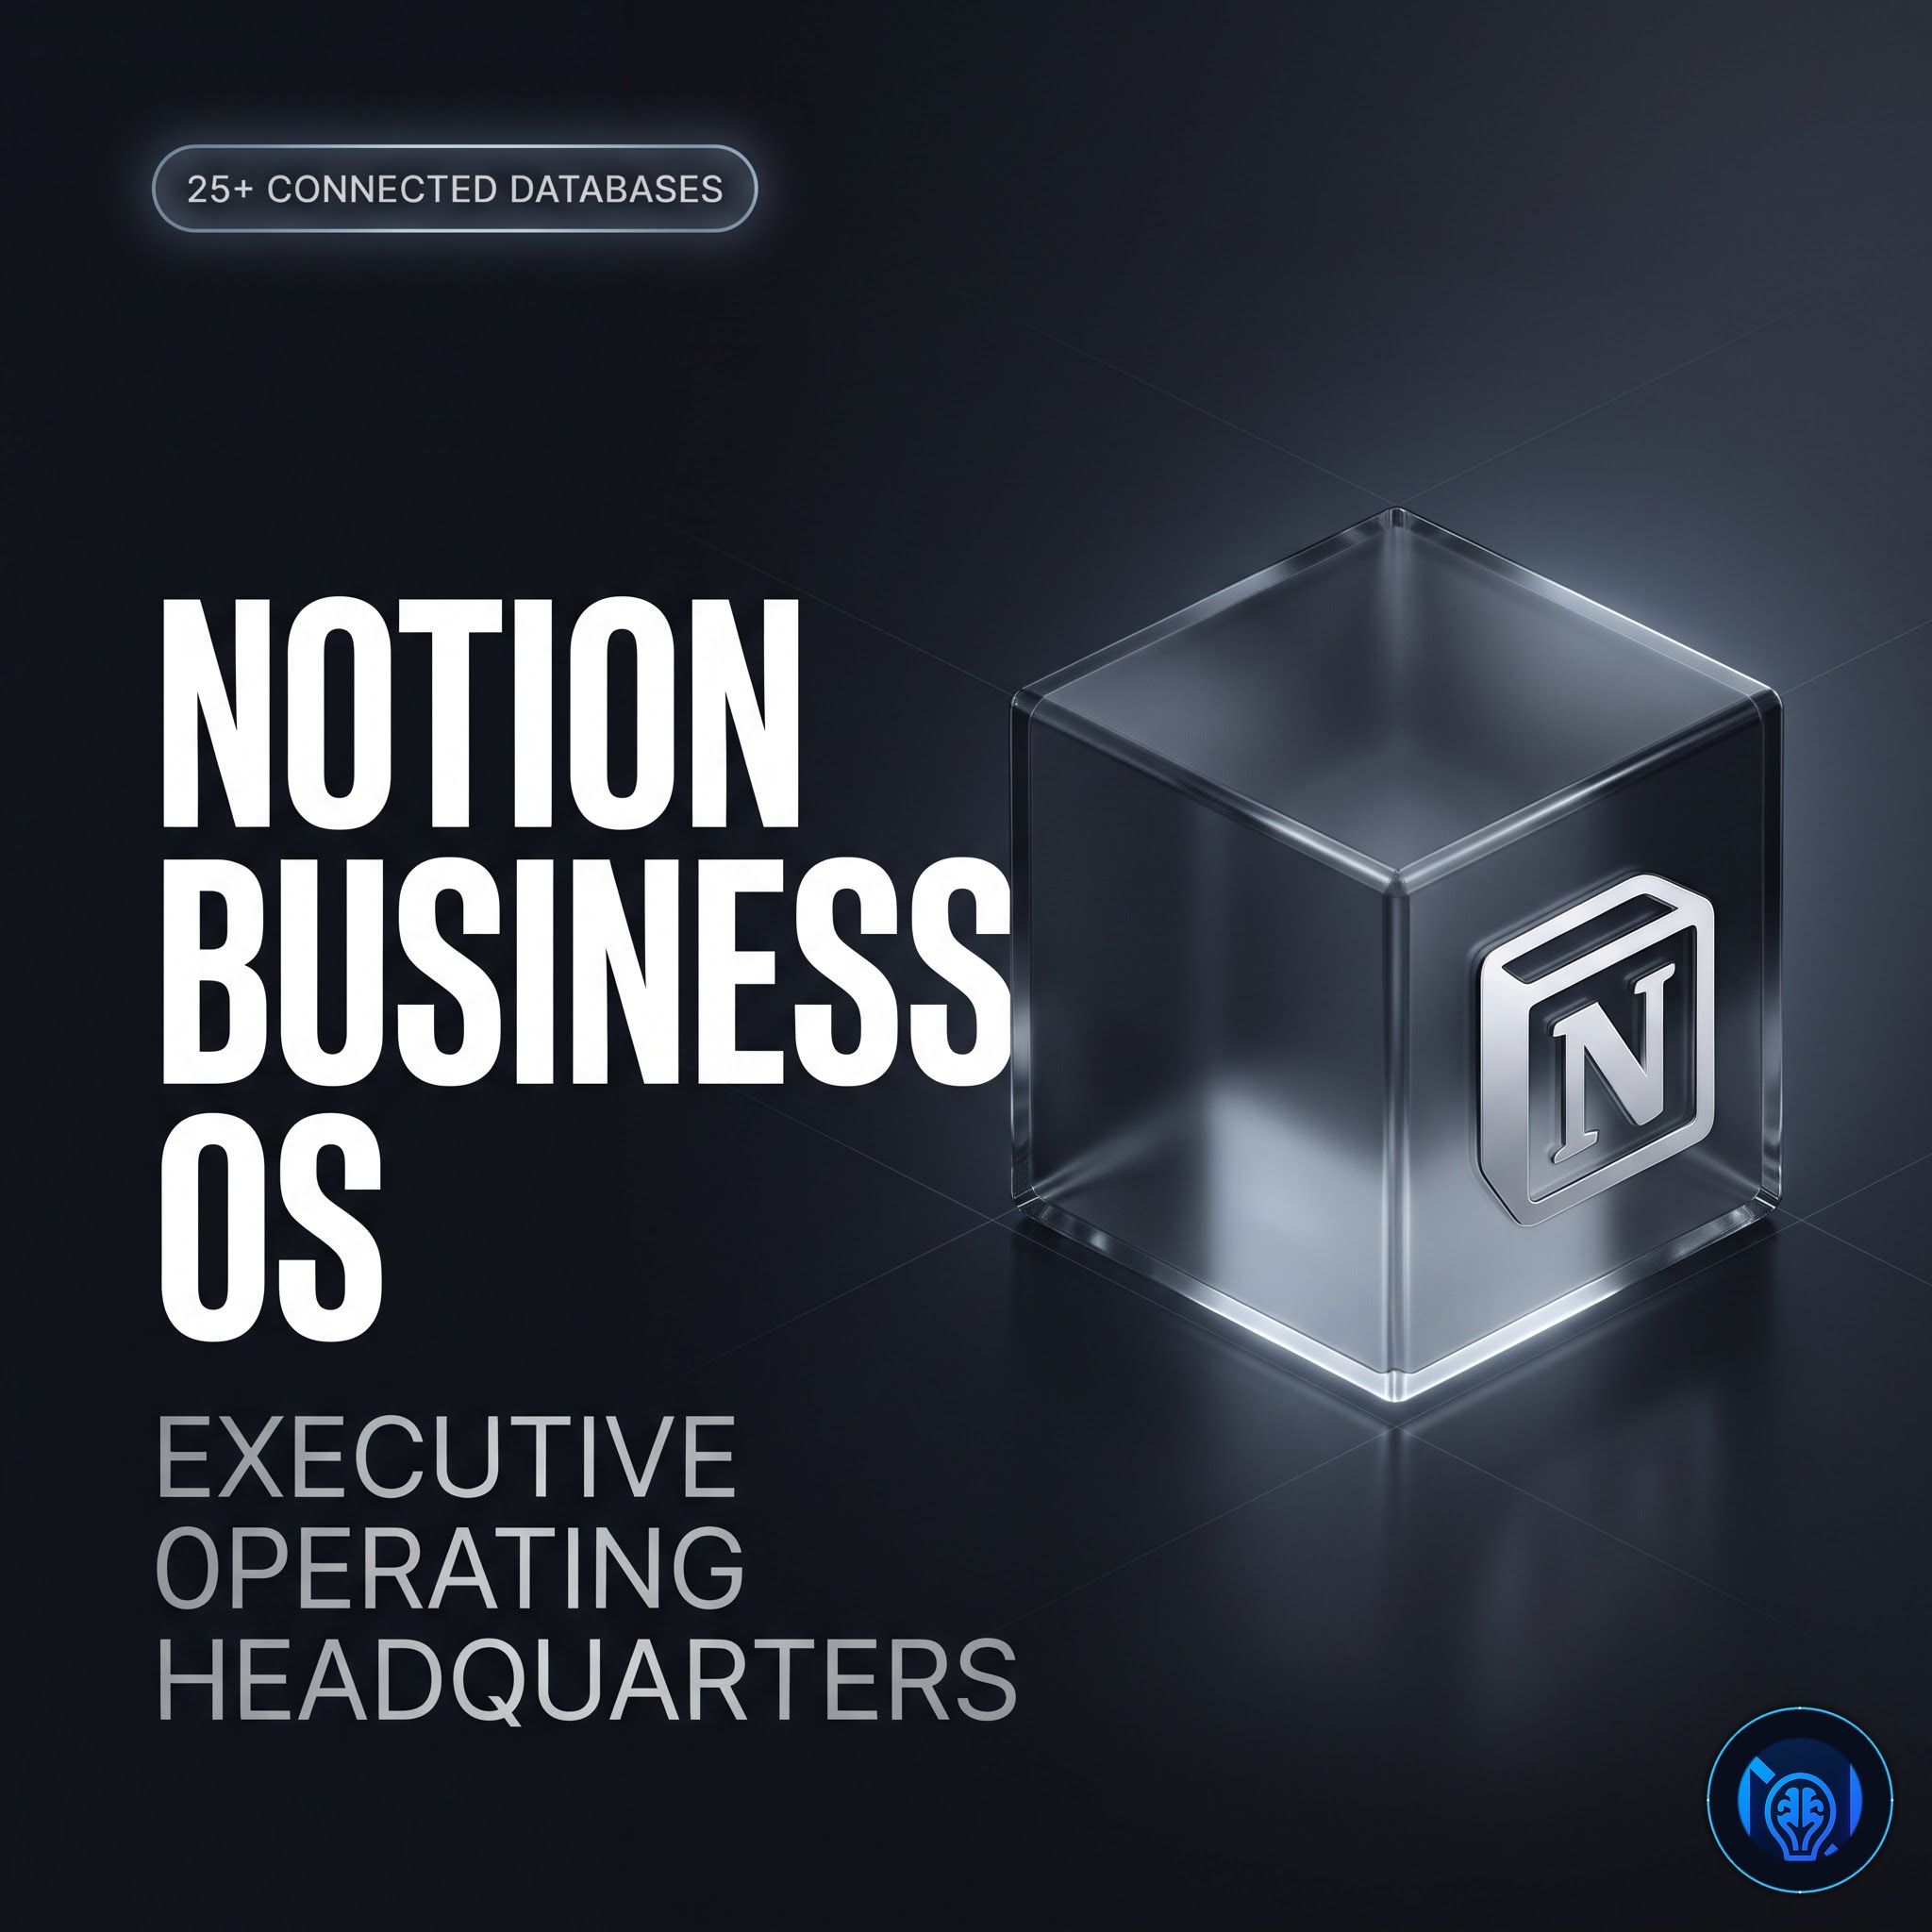 25+ CONNECTED DATABASES
NOTION
BUSINESS
OS
N
EXECUTIVE
OPERATING
HEADQUARTERS